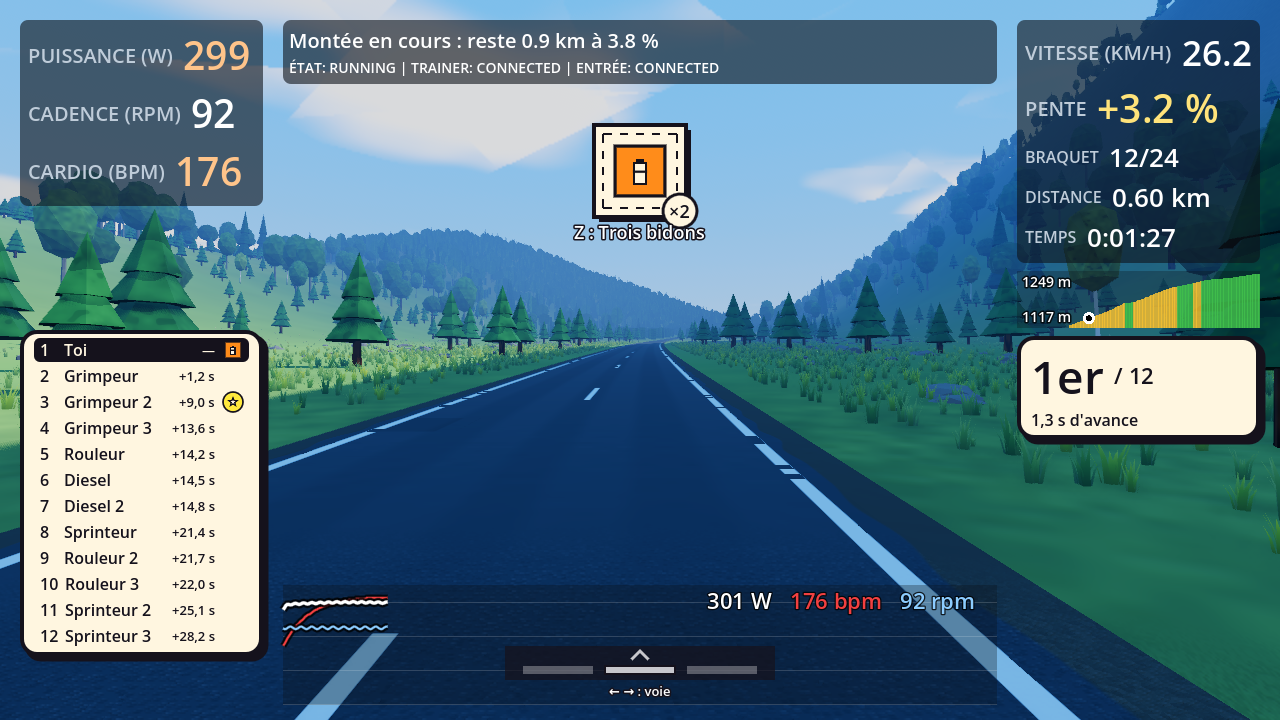 PUISSANCE (W) 299
CADENCE (RPM) 92
CARDIO (BPM) 176
Montée en cours : reste 0.9 km à 3.8 %
ÉTAT: RUNNING | TRAINER: CONNECTED | ENTRÉE: CONNECTED
×2
Z : Trois bidons
VITESSE (KM/H) 26.2
PENTE +3.2 %
BRAQUET 12/24
DISTANCE 0.60 km
TEMPS 0:01:27
1249 m
1117 m
1er / 12
1,3 s d'avance
1 Toi —
2 Grimpeur +1,2 s
3 Grimpeur 2 +9,0 s
4 Grimpeur 3 +13,6 s
5 Rouleur +14,2 s
6 Diesel +14,5 s
7 Diesel 2 +14,8 s
8 Sprinteur +21,4 s
9 Rouleur 2 +21,7 s
10 Rouleur 3 +22,0 s
11 Sprinteur 2 +25,1 s
12 Sprinteur 3 +28,2 s
301 W 176 bpm 92 rpm
← → : voie